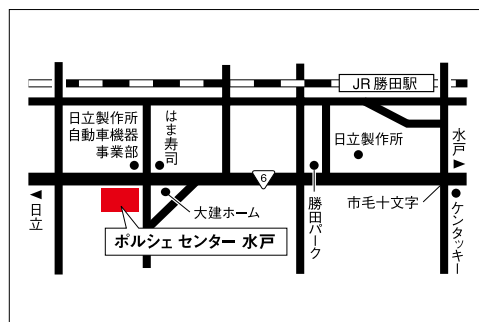 JR 勝田駅
日立製作所
自動車機器
事業部
はま寿司
日立製作所
水戸
6
日立
大建ホーム
勝田パーク
市毛十文字
ケンタッキー
ポルシェ センター 水戸